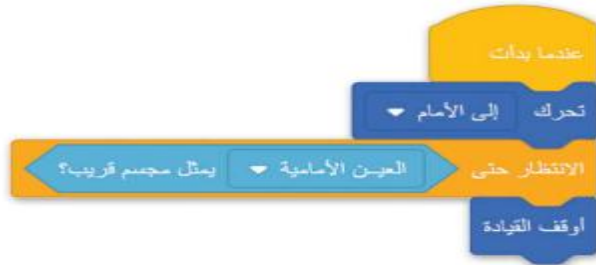 عندما بدأت
تحرك إلى الأمام
الانتظار حتى العين الأمامية يمثل مجسم قريب؟
أوقف القيادة